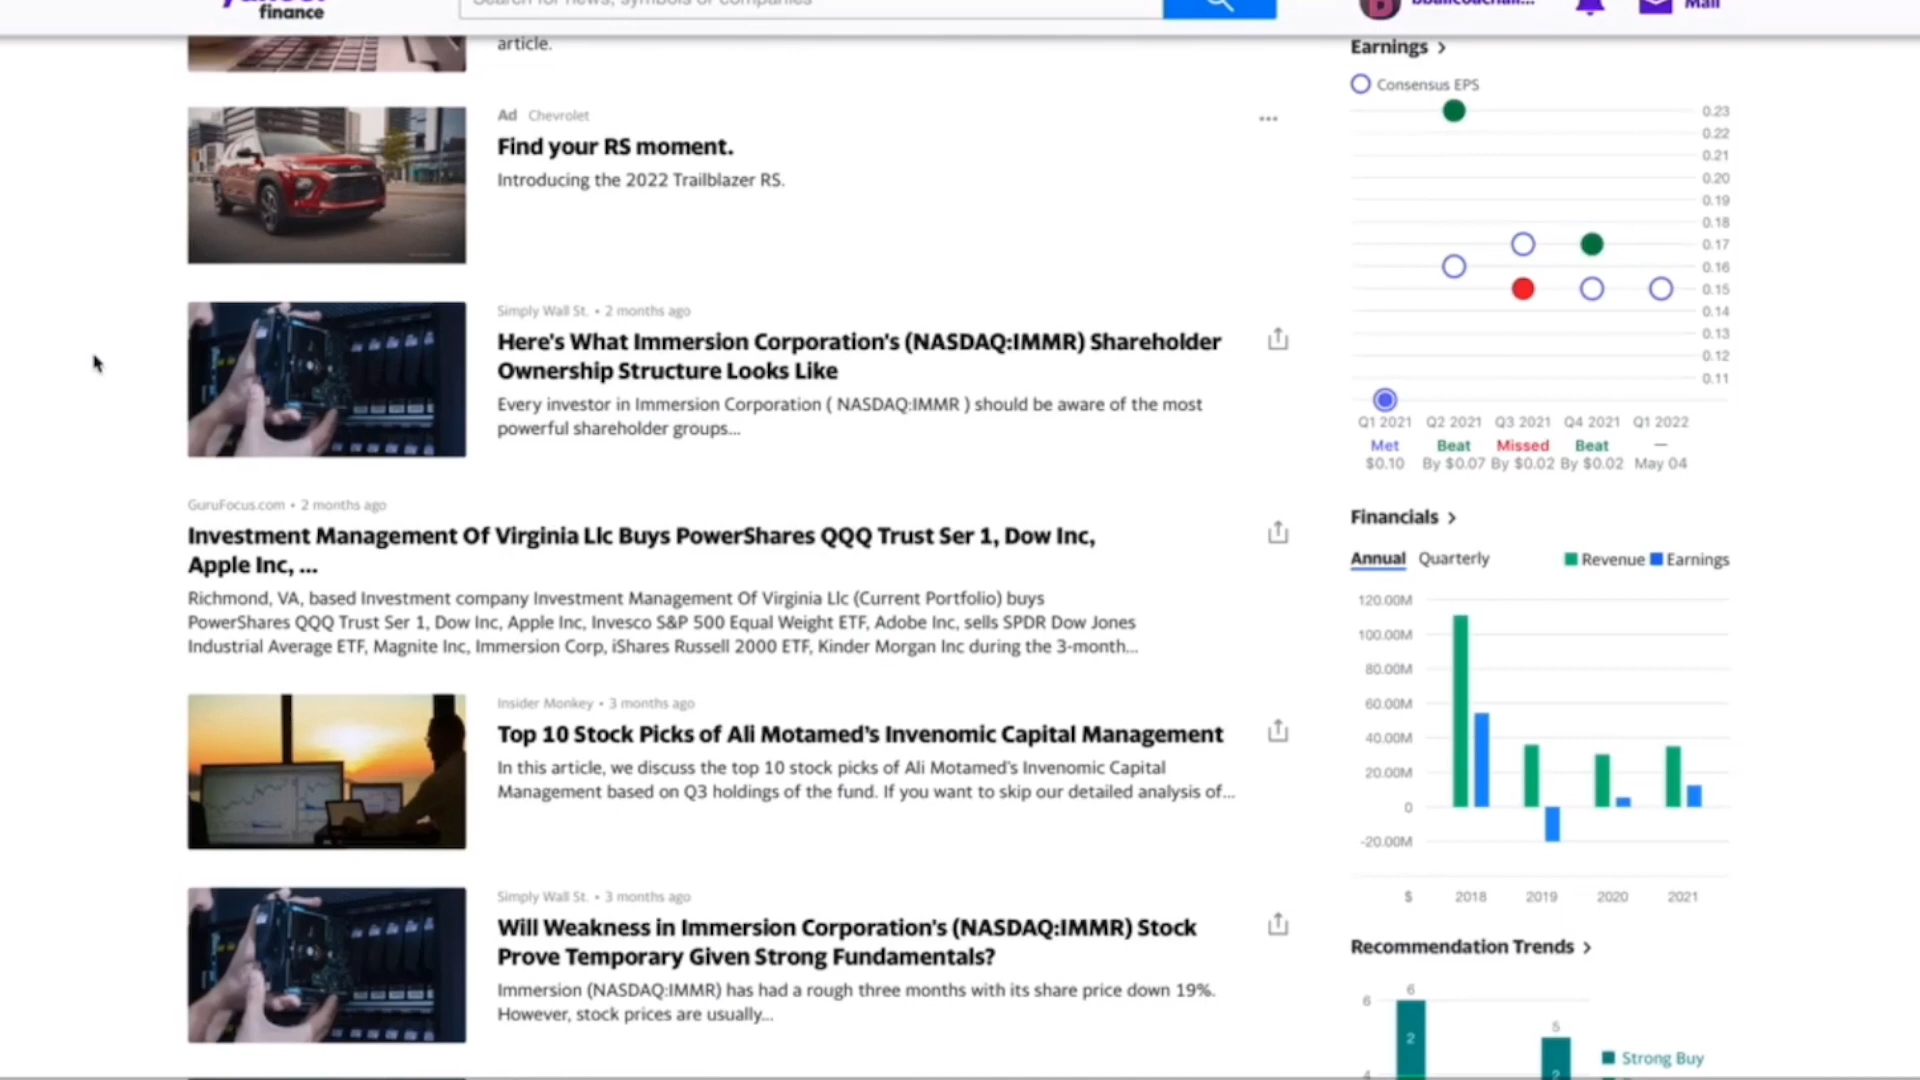 finance
Mail
article.
Ad Chevrolet
Find your RS moment.
Introducing the 2022 Trailblazer RS.
Simply Wall St. • 2 months ago
Here's What Immersion Corporation's (NASDAQ:IMMR) Shareholder
Ownership Structure Looks Like
Every investor in Immersion Corporation ( NASDAQ:IMMR ) should be aware of the most
powerful shareholder groups...
GuruFocus.com • 2 months ago
Investment Management Of Virginia Llc Buys PowerShares QQQ Trust Ser 1, Dow Inc,
Apple Inc, ...
Richmond, VA, based Investment company Investment Management Of Virginia Llc (Current Portfolio) buys
PowerShares QQQ Trust Ser 1, Dow Inc, Apple Inc, Invesco S&P 500 Equal Weight ETF, Adobe Inc, sells SPDR Dow Jones
Industrial Average ETF, Magnite Inc, Immersion Corp, iShares Russell 2000 ETF, Kinder Morgan Inc during the 3-month...
Insider Monkey • 3 months ago
Top 10 Stock Picks of Ali Motamed's Invenomic Capital Management
In this article, we discuss the top 10 stock picks of Ali Motamed's Invenomic Capital
Management based on Q3 holdings of the fund. If you want to skip our detailed analysis of...
Simply Wall St. • 3 months ago
Will Weakness in Immersion Corporation's (NASDAQ:IMMR) Stock
Prove Temporary Given Strong Fundamentals?
Immersion (NASDAQ:IMMR) has had a rough three months with its share price down 19%.
However, stock prices are usually...
Earnings >
Consensus EPS
0.23
0.22
0.21
0.20
0.19
0.18
0.17
0.16
0.15
0.14
0.13
0.12
0.11
Q1 2021 Q2 2021 Q3 2021 Q4 2021 Q1 2022
Met Beat Missed Beat —
$0.10 By $0.07 By $0.02 By $0.02 May 04
Financials >
Annual Quarterly Revenue Earnings
120.00M
100.00M
80.00M
60.00M
40.00M
20.00M
0
-20.00M
$ 2018 2019 2020 2021
Recommendation Trends >
6
6
2
5
2
4
Strong Buy